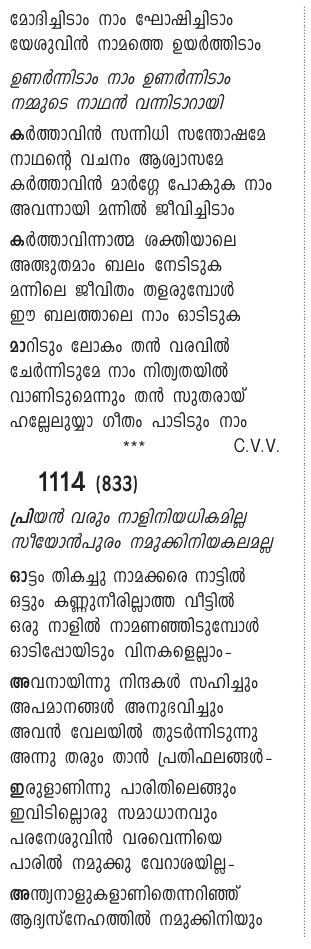 മോദിച്ചിടാം നാം ഘോഷിച്ചിടാം
യേശുവിൻ നാമത്തെ ഉയർത്തിടാം
ഉണർന്നിടാം നാം ഉണർന്നിടാം
നമ്മുടെ നാഥൻ വന്നിടാറായി
കർത്താവിൻ സന്നിധി സന്തോഷമേ
നാഥന്റെ വചനം ആശ്വാസമേ
കർത്താവിൻ മാർഗ്ഗേ പോകുക നാം
അവന്നായി മന്നിൽ ജീവിച്ചിടാം
കർത്താവിന്നാത്മ ശക്തിയാലെ
അത്ഭുതമാം ബലം നേടിടുക
മന്നിലെ ജീവിതം തളരുമ്പോൾ
ഈ ബലത്താലെ നാം ഓടിടുക
മാറിടും ലോകം തൻ വരവിൽ
ചേർന്നിടുമേ നാം നിത്യതയിൽ
വാണിടുമെന്നും തൻ സുതരായ്
ഹല്ലേലുയ്യാ ഗീതം പാടിടും നാം
*** C.V.V.
1114 (833)
പ്രിയൻ വരും നാളിനിയധികമില്ല
സീയോൻപുരം നമുക്കിനിയകലമല്ല
ഓട്ടം തികച്ചു നാമക്കരെ നാട്ടിൽ
ഒട്ടും കണ്ണുനീരില്ലാത്ത വീട്ടിൽ
ഒരു നാളിൽ നാമണഞ്ഞിടുമ്പോൾ
ഓടിപ്പോയിടും വിനകളെല്ലാം-
അവനായിന്നു നിന്ദകൾ സഹിച്ചും
അപമാനങ്ങൾ അനുഭവിച്ചും
അവൻ വേലയിൽ തുടർന്നിടുന്നു
അന്നു തരും താൻ പ്രതിഫലങ്ങൾ-
ഇരുളാണിന്നു പാരിതിലെങ്ങും
ഇവിടില്ലൊരു സമാധാനവും
പരനേശുവിൻ വരവെന്നിയെ
പാരിൽ നമുക്കു വേറാശയില്ല-
അന്ത്യനാളുകളാണിതെന്നറിഞ്ഞ്
ആദ്യസ്നേഹത്തിൽ നമുക്കിനിയും